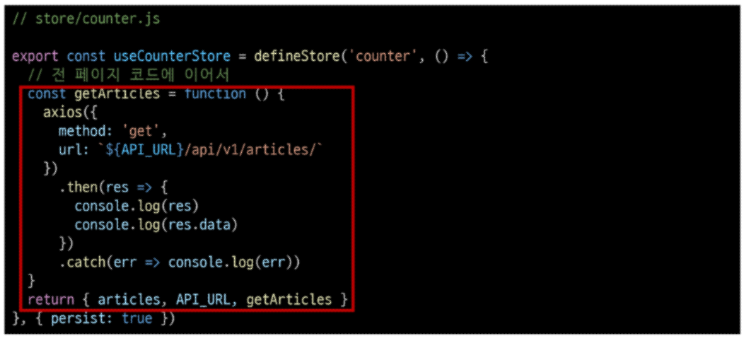 // store/counter.js
export const useCounterStore = defineStore('counter', () => {
// 전 페이지 코드에 이어서
const getArticles = function () {
axios({
method: 'get',
url: `${API_URL}/api/v1/articles/`
})
.then(res => {
console.log(res)
console.log(res.data)
})
.catch(err => console.log(err))
}
return { articles, API_URL, getArticles }
}, { persist: true })